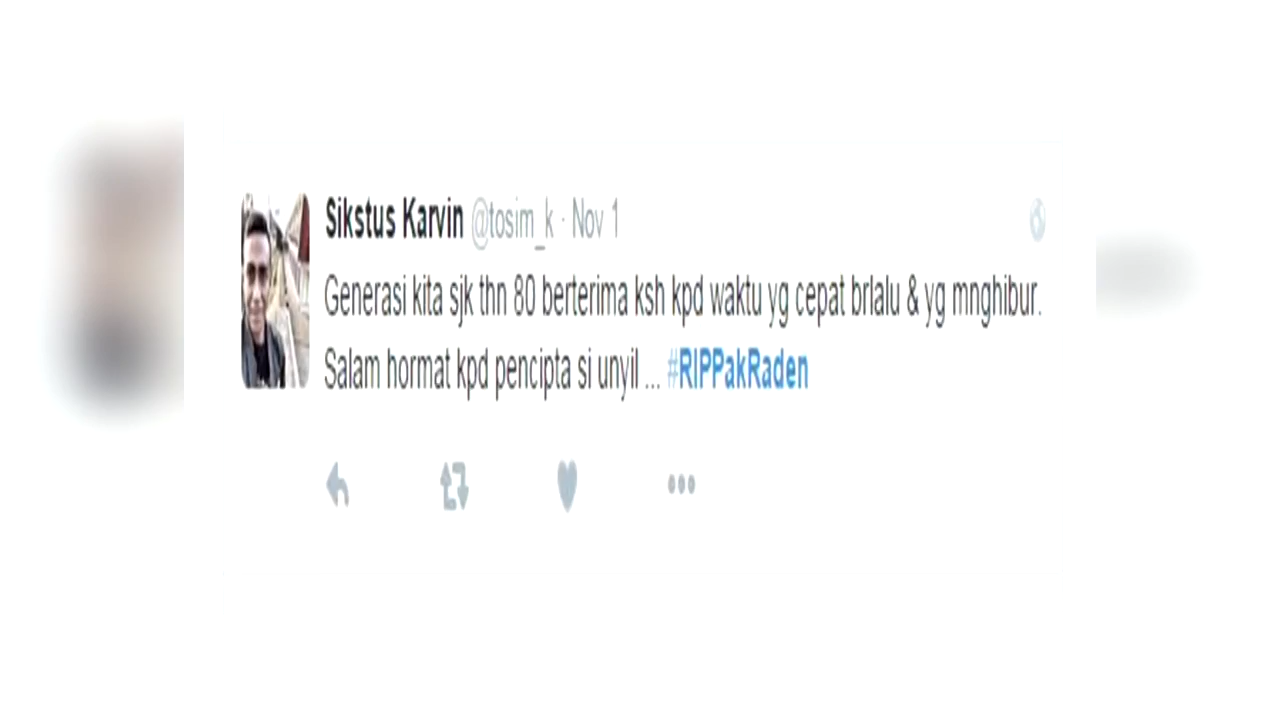 Sikstus Karvin @tosim_k · Nov 1
Generasi kita sjk thn 80 berterima ksh kpd waktu yg cepat brlalu & yg mnghibur.
Salam hormat kpd pencipta si unyil ... #RIPPakRaden